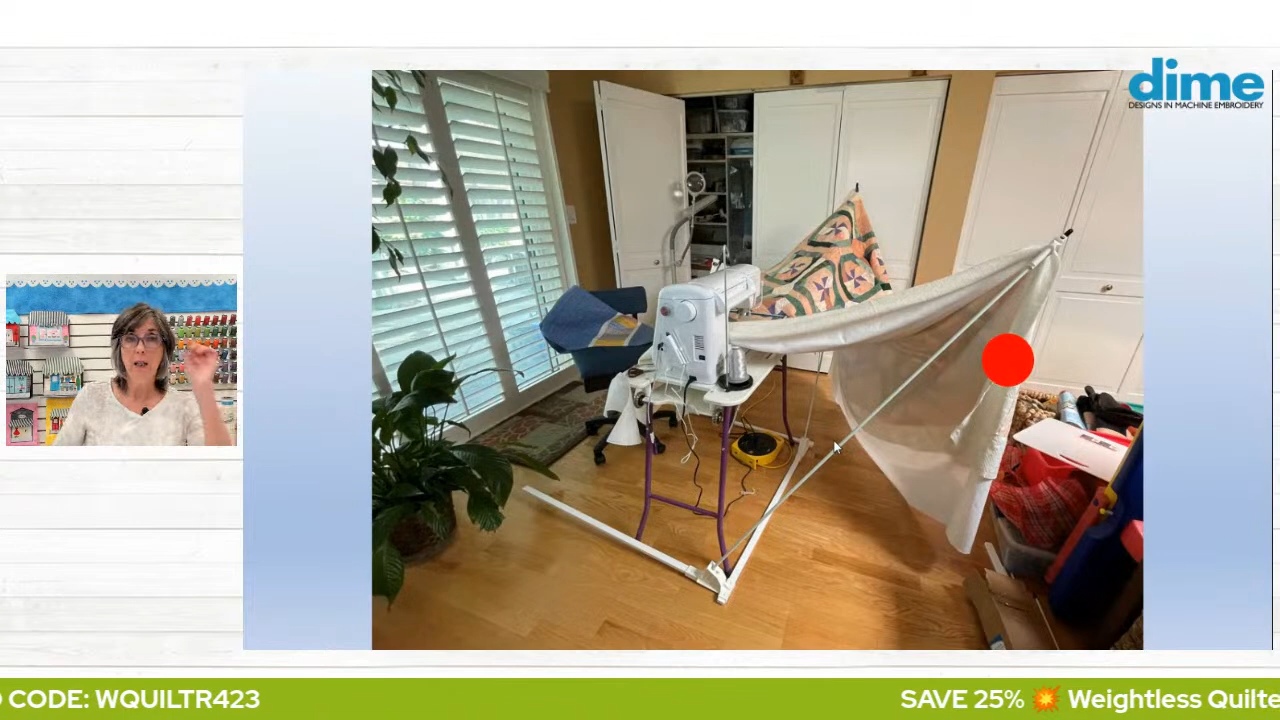 dime
DESIGNS IN MACHINE EMBROIDERY
CODE: WQUILTR423
SAVE 25% 💥 Weightless Quilte